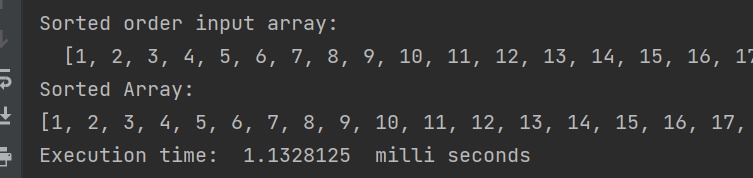 Sorted order input array:
[1, 2, 3, 4, 5, 6, 7, 8, 9, 10, 11, 12, 13, 14, 15, 16, 17
Sorted Array:
[1, 2, 3, 4, 5, 6, 7, 8, 9, 10, 11, 12, 13, 14, 15, 16, 17,
Execution time:  1.1328125  milli seconds